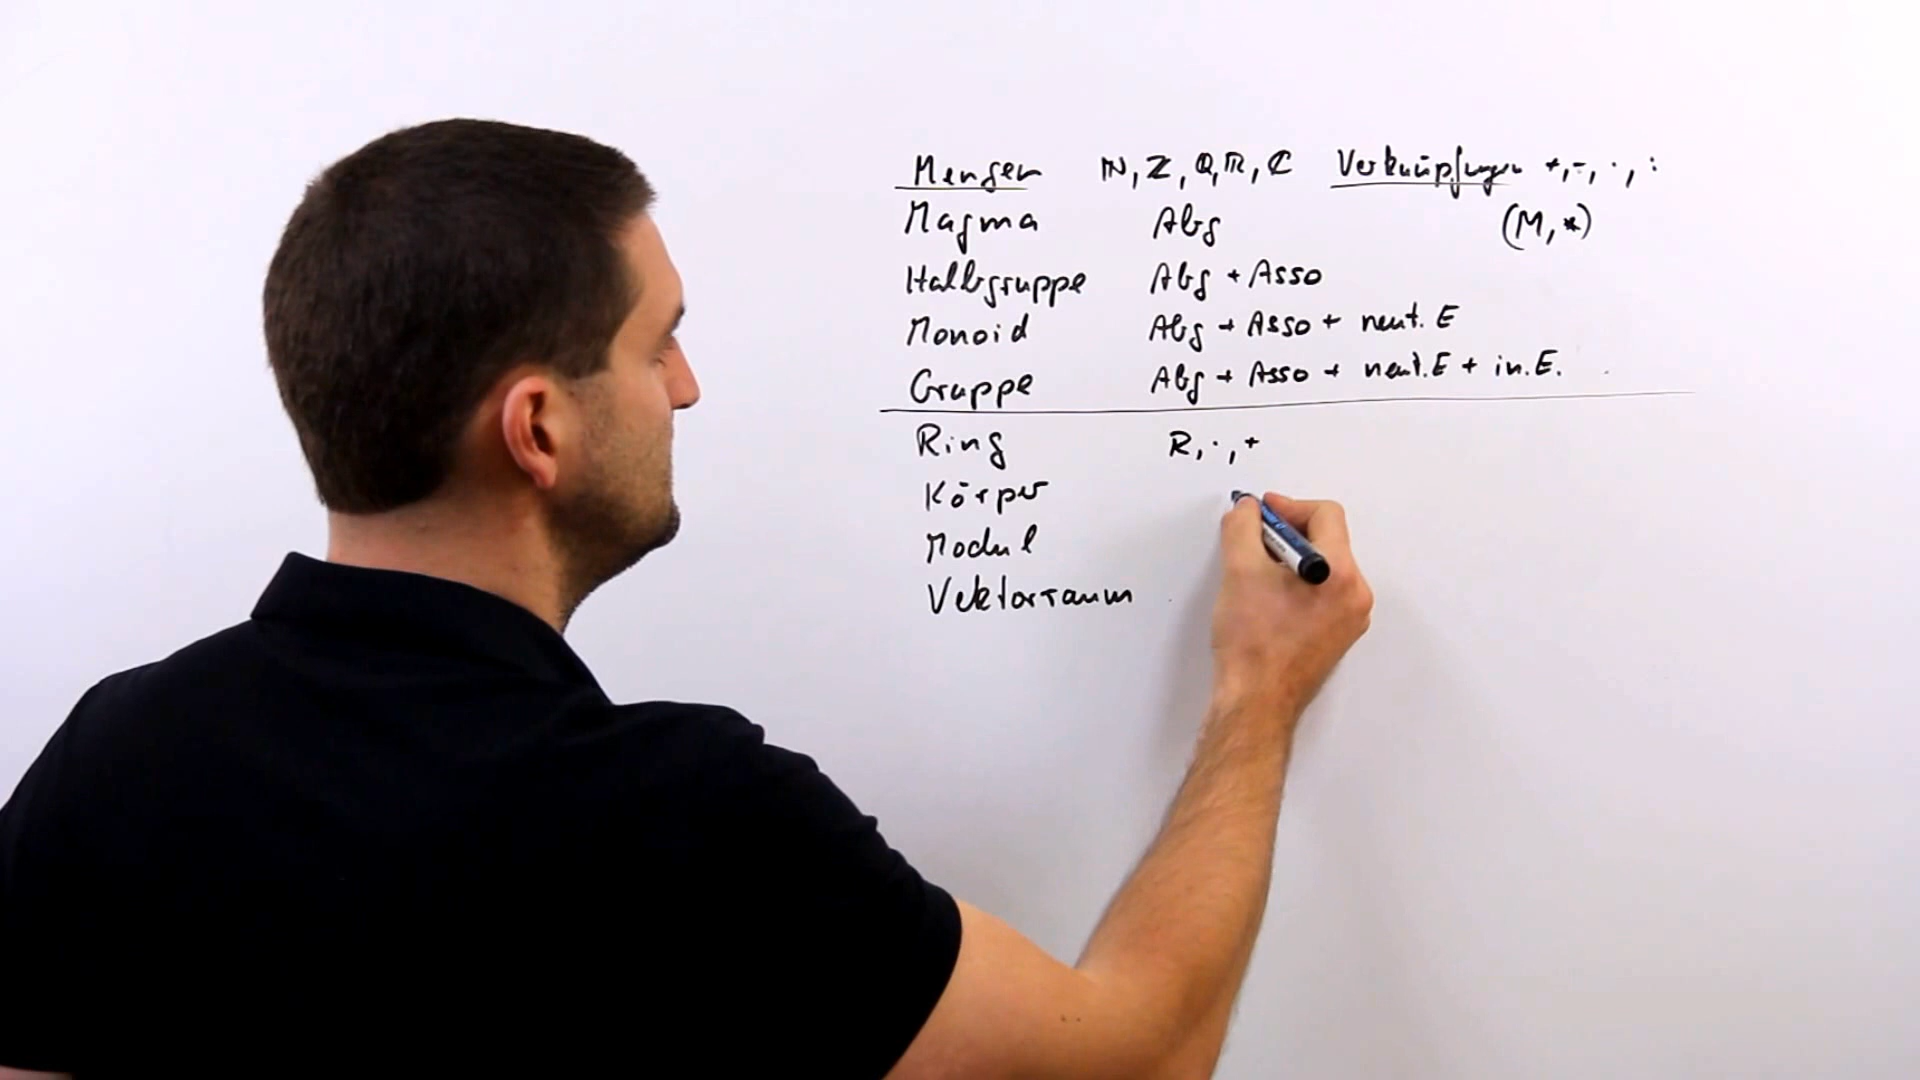 Mengen ℕ, ℤ, ℚ, ℝ, ℂ Verknüpfungen +, -, ·, :
Magma Abg (M, *)
Halbgruppe Abg + Asso
Monoid Abg + Asso + neut. E
Gruppe Abg + Asso + neut. E + in. E.
Ring R, ·, +
Körper
Modul
Vektorraum